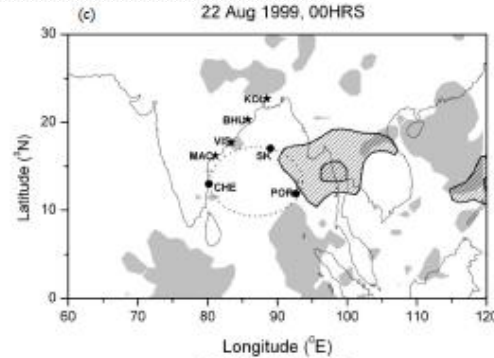 (c) 22 Aug 1999, 00HRS
30
20
10
0
Latitude (°N)
KOL
BHU
VIS
MAC
SK
CHE
POR
60 70 80 90 100 110 120
Longitude (°E)